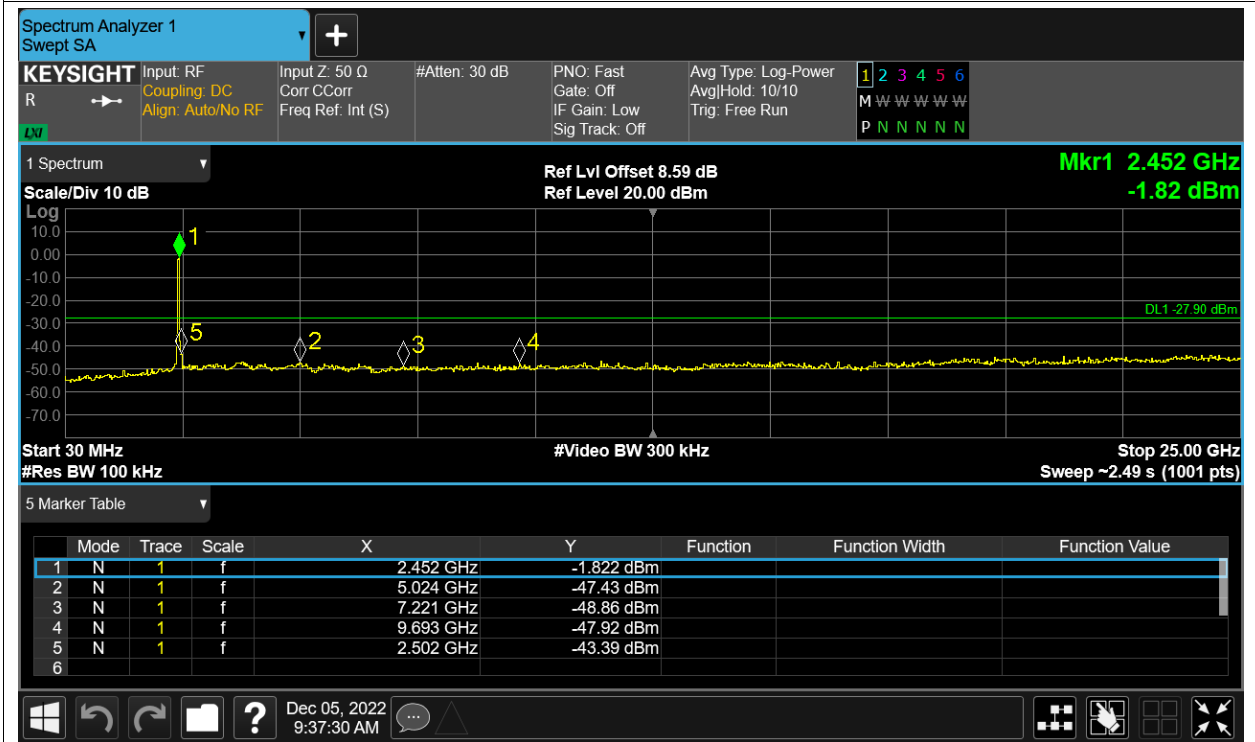 Spectrum Analyzer 1
Swept SA
+
KEYSIGHT
R
LXI
Input: RF
Coupling: DC
Align: Auto/No RF
Input Z: 50 Ω
Corr CCorr
Freq Ref: Int (S)
#Atten: 30 dB
PNO: Fast
Gate: Off
IF Gain: Low
Sig Track: Off
Avg Type: Log-Power
Avg|Hold: 10/10
Trig: Free Run
1 2 3 4 5 6
M W W W W W
P N N N N N
1 Spectrum
Scale/Div 10 dB
Ref Lvl Offset 8.59 dB
Ref Level 20.00 dBm
Mkr1 2.452 GHz
-1.82 dBm
Log
10.0
0.00
-10.0
-20.0
-30.0
-40.0
-50.0
-60.0
-70.0
1
5
2
3
4
DL1 -27.90 dBm
Start 30 MHz
#Res BW 100 kHz
#Video BW 300 kHz
Stop 25.00 GHz
Sweep ~2.49 s (1001 pts)
5 Marker Table
Mode Trace Scale X Y Function Function Width Function Value
1 N 1 f 2.452 GHz -1.822 dBm
2 N 1 f 5.024 GHz -47.43 dBm
3 N 1 f 7.221 GHz -48.86 dBm
4 N 1 f 9.693 GHz -47.92 dBm
5 N 1 f 2.502 GHz -43.39 dBm
6
?
Dec 05, 2022
9:37:30 AM